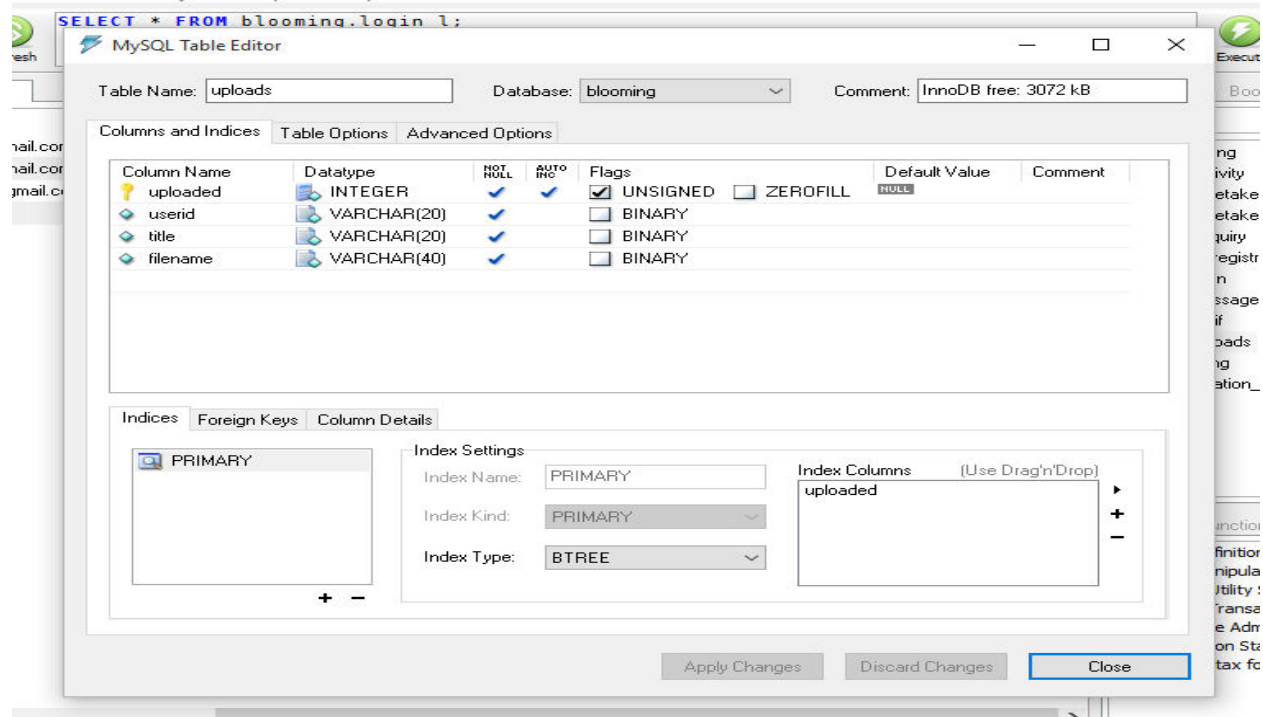 SELECT * FROM blooming.login l;
MySQL Table Editor
Table Name: uploads Database: blooming Comment: InnoDB free: 3072 kB
Columns and Indices Table Options Advanced Options
Column Name Datatype NOT NULL AUTO INC Flags Default Value Comment
uploaded INTEGER UNSIGNED ZEROFILL NULL
userid VARCHAR(20) BINARY
title VARCHAR(20) BINARY
filename VARCHAR(40) BINARY
Indices Foreign Keys Column Details
PRIMARY
Index Settings
Index Name: PRIMARY
Index Kind: PRIMARY
Index Type: BTREE
Index Columns (Use Drag'n'Drop)
uploaded
Apply Changes Discard Changes Close